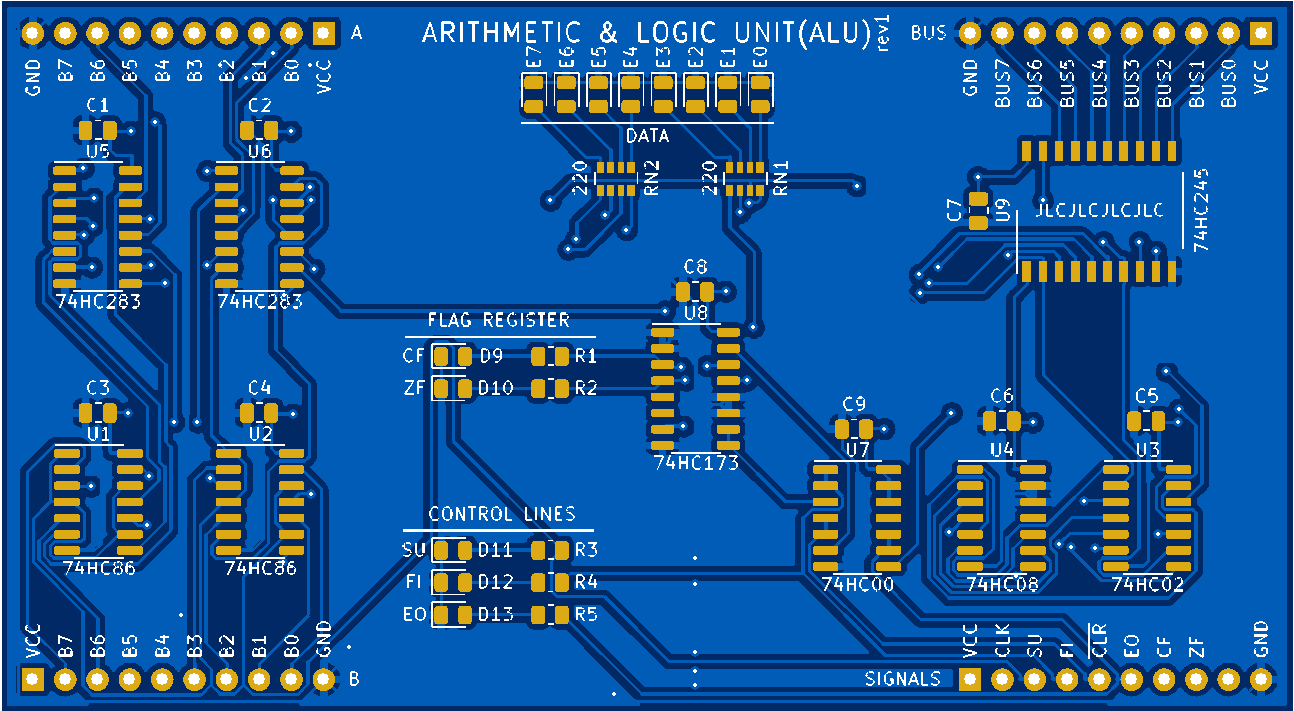 ARITHMETIC & LOGIC UNIT(ALU) rev1
A
GND B7 B6 B5 B4 B3 B2 B1 B0 VCC
E7 E6 E5 E4 E3 E2 E1 E0
DATA
BUS
GND BUS7 BUS6 BUS5 BUS4 BUS3 BUS2 BUS1 BUS0 VCC
C1 C2
U5 U6
220 RN2 220 RN1
C7 U9 JLCJLCJLCJLC 74HC245
74HC283 74HC283
C8
U8
FLAG REGISTER
CF D9 R1
ZF D10 R2
C3 C4
U1 U2
74HC173
C9 C6 C5
U7 U4 U3
CONTROL LINES
SU D11 R3
FI D12 R4
EO D13 R5
74HC86 74HC86
74HC00 74HC08 74HC02
VCC B7 B6 B5 B4 B3 B2 B1 B0 GND
B
VCC CLK SU FI CLR EO CF ZF GND
SIGNALS